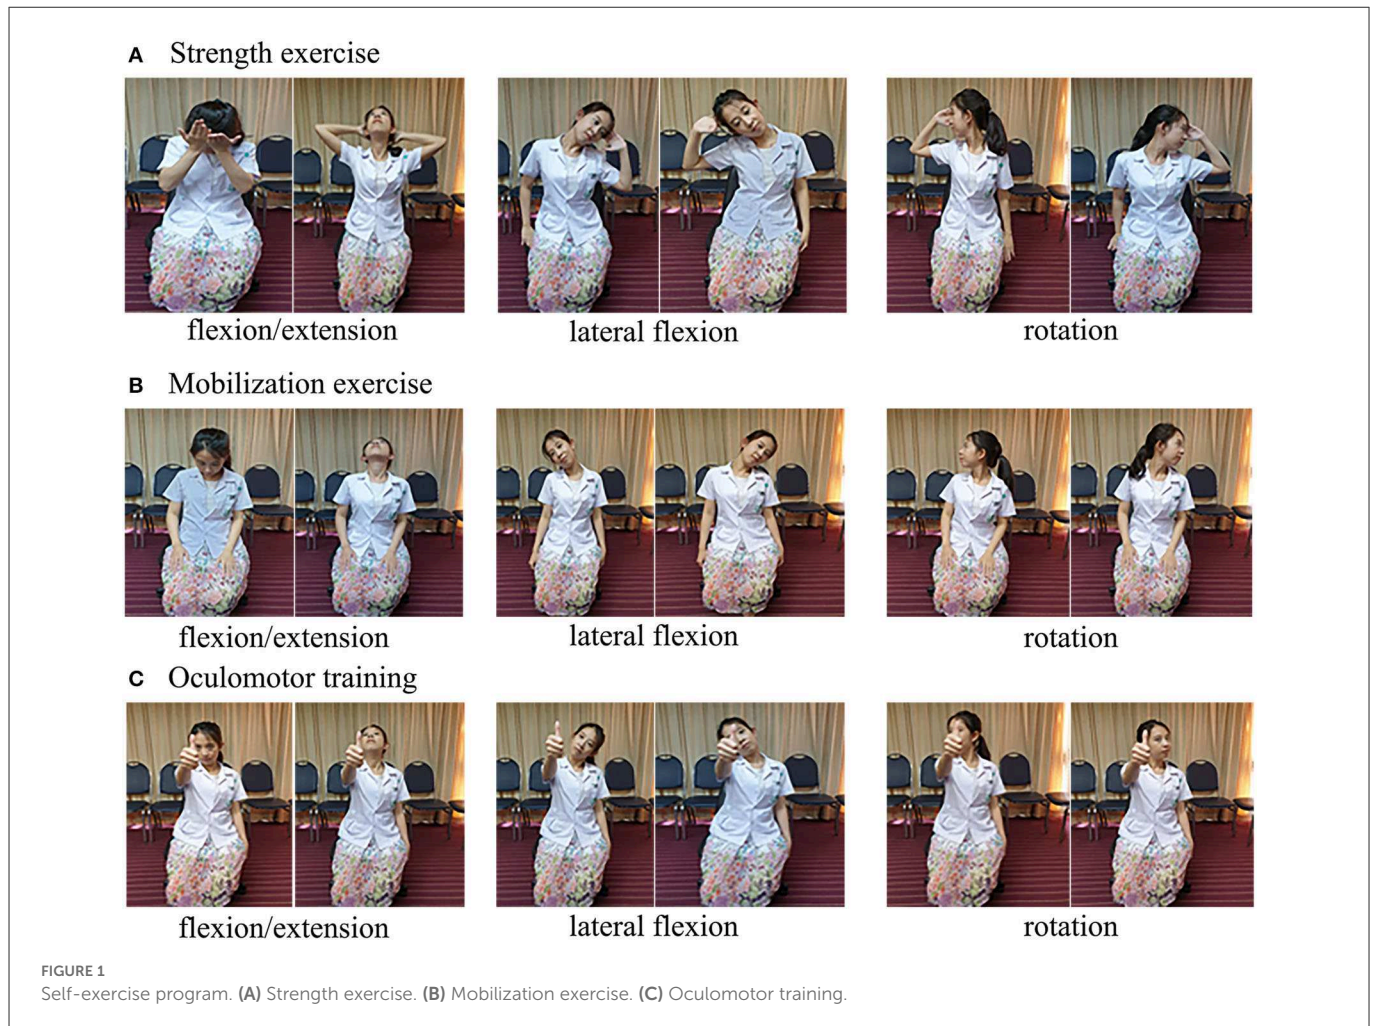 A Strength exercise
flexion/extension
lateral flexion
rotation
B Mobilization exercise
flexion/extension
lateral flexion
rotation
C Oculomotor training
flexion/extension
lateral flexion
rotation
FIGURE 1
Self-exercise program. (A) Strength exercise. (B) Mobilization exercise. (C) Oculomotor training.